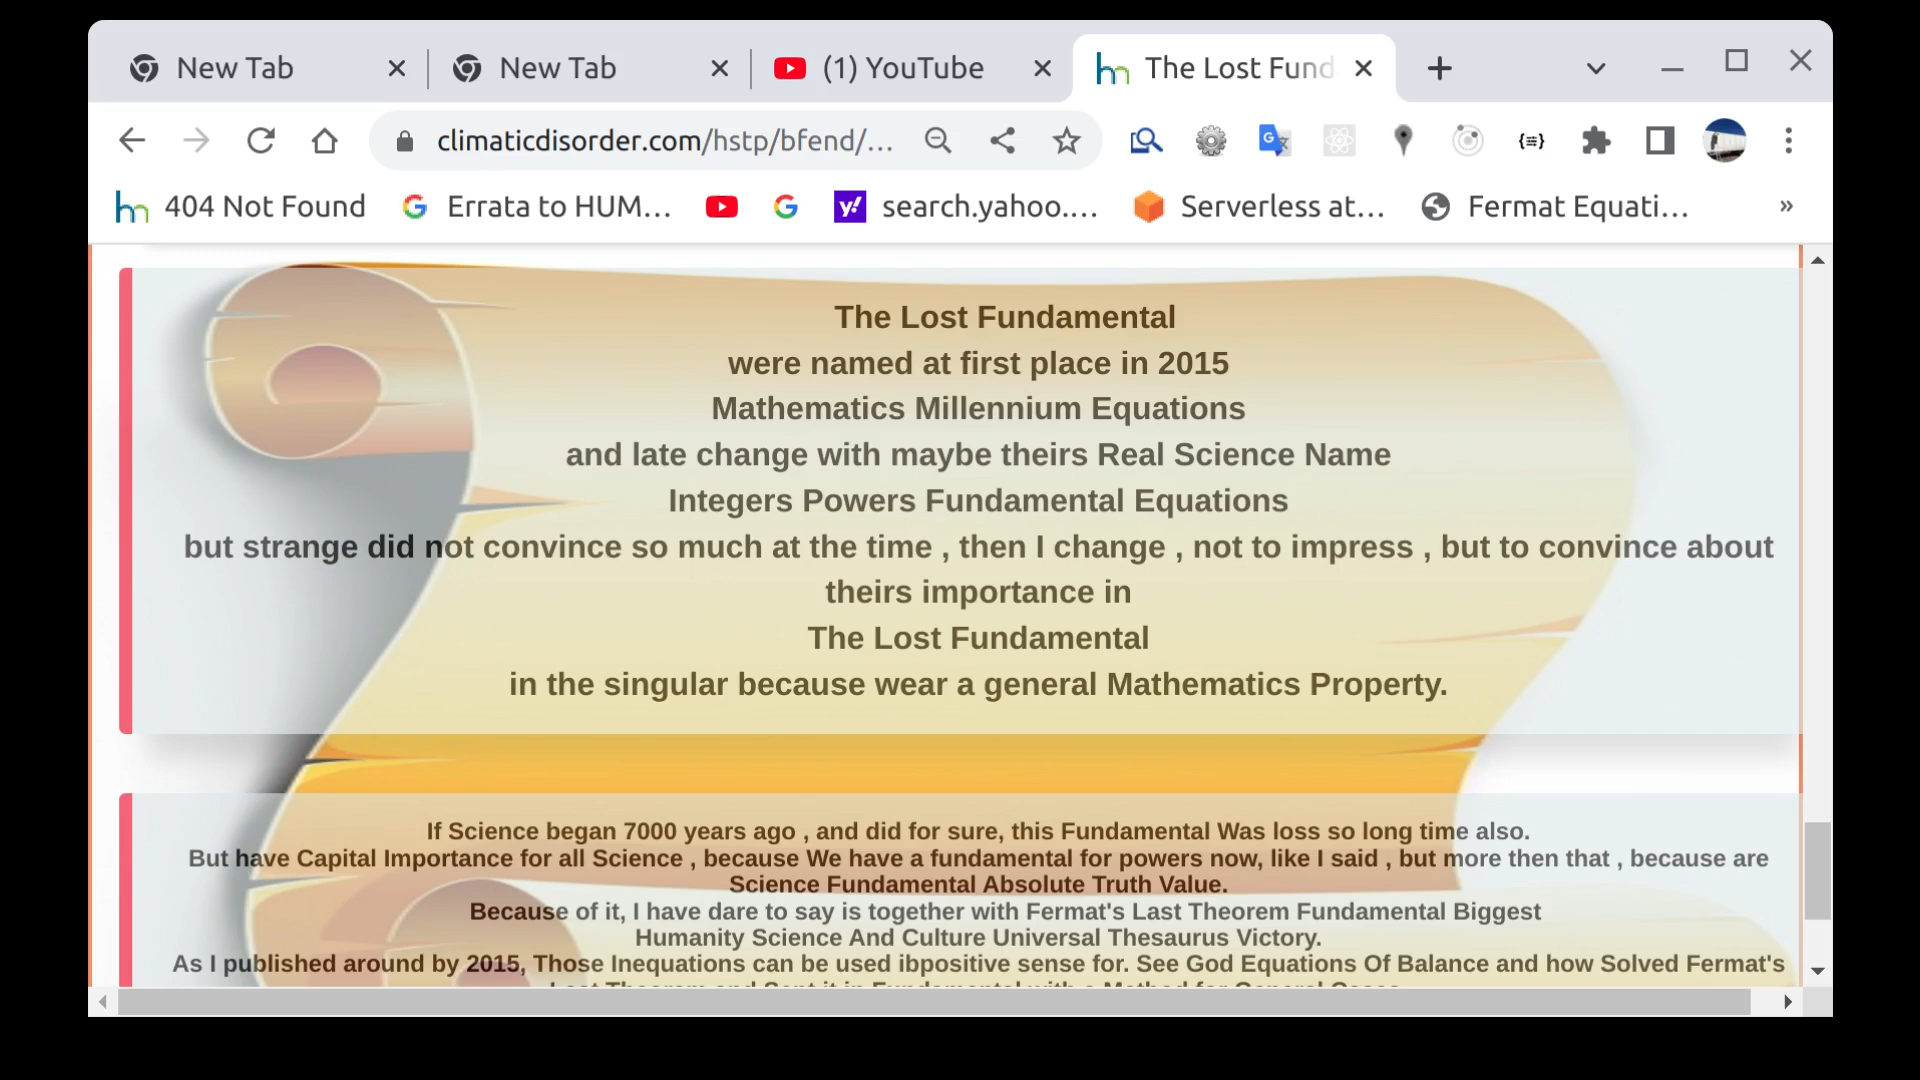 New Tab
New Tab
(1) YouTube
The Lost Fund
climaticdisorder.com/hstp/bfend/...
404 Not Found
Errata to HUM...
search.yahoo....
Serverless at...
Fermat Equati...
»
The Lost Fundamental
were named at first place in 2015
Mathematics Millennium Equations
and late change with maybe theirs Real Science Name
Integers Powers Fundamental Equations
but strange did not convince so much at the time , then I change , not to impress , but to convince about
theirs importance in
The Lost Fundamental
in the singular because wear a general Mathematics Property.
If Science began 7000 years ago , and did for sure, this Fundamental Was loss so long time also.
But have Capital Importance for all Science , because We have a fundamental for powers now, like I said , but more then that , because are
Science Fundamental Absolute Truth Value.
Because of it, I have dare to say is together with Fermat's Last Theorem Fundamental Biggest
Humanity Science And Culture Universal Thesaurus Victory.
As I published around by 2015, Those Inequations can be used ibpositive sense for. See God Equations Of Balance and how Solved Fermat's